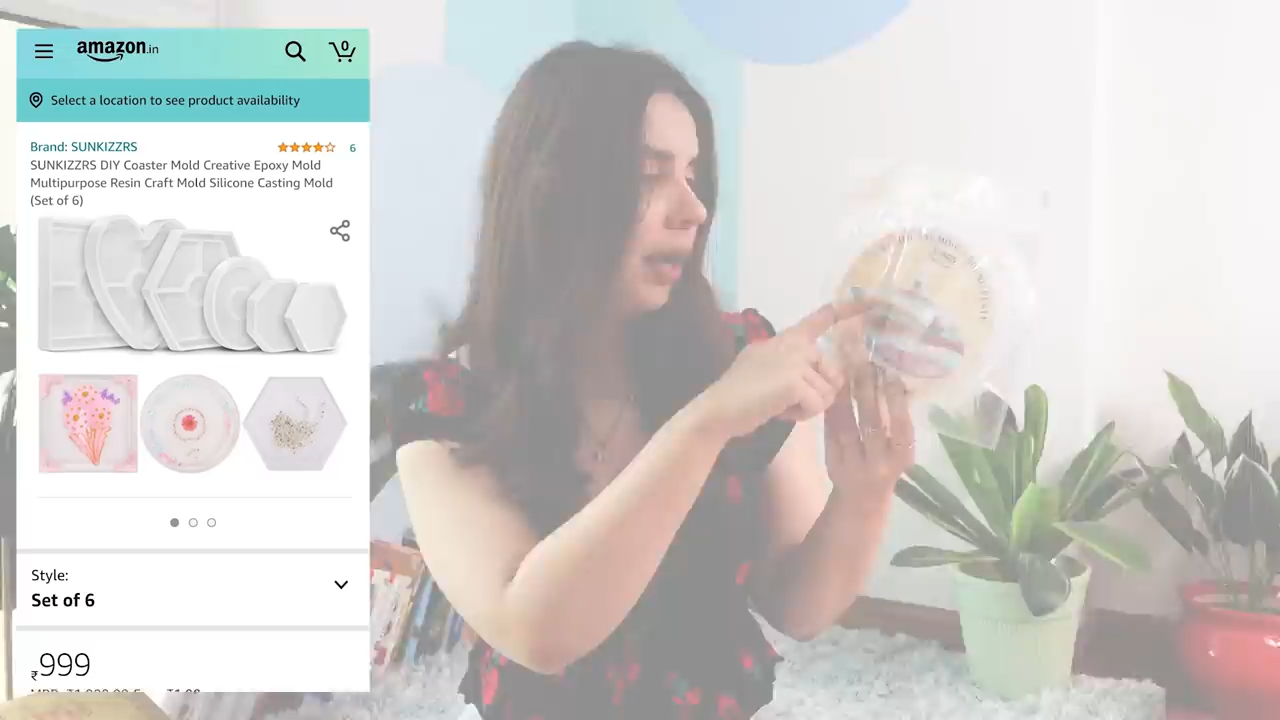 amazon.in
0
Select a location to see product availability
Brand: SUNKIZZRS
6
SUNKIZZRS DIY Coaster Mold Creative Epoxy Mold
Multipurpose Resin Craft Mold Silicone Casting Mold
(Set of 6)
Style:
Set of 6
₹999